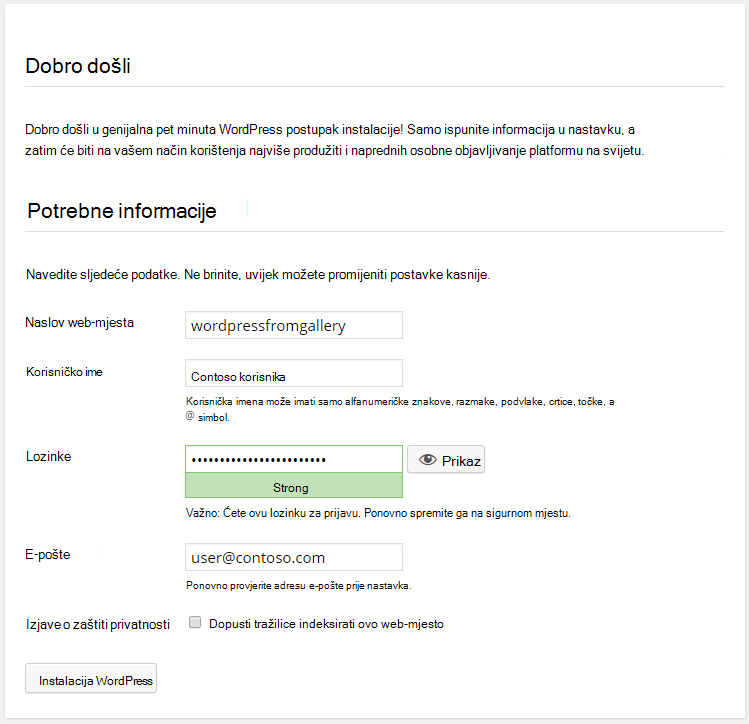 Dobro došli
Dobro došli u genijalna pet minuta WordPress postupak instalacije! Samo ispunite informacija u nastavku, a
zatim će biti na vašem način korištenja najviše produžiti i naprednih osobne objavljivanje platformu na svijetu.
Potrebne informacije
Navedite sljedeće podatke. Ne brinite, uvijek možete promijeniti postavke kasnije.
Naslov web-mjesta wordpressfromgallery
Korisničko ime Contoso korisnika
Korisnička imena može imati samo alfanumeričke znakove, razmake, podvlake, crtice, točke, a
@ simbol.
Lozinke •••••••••••••••••••••••• Prikaz
Strong
Važno: Ćete ovu lozinku za prijavu. Ponovno spremite ga na sigurnom mjestu.
E-pošte user@contoso.com
Ponovno provjerite adresu e-pošte prije nastavka.
Izjave o zaštiti privatnosti Dopusti tražilice indeksirati ovo web-mjesto
Instalacija WordPress